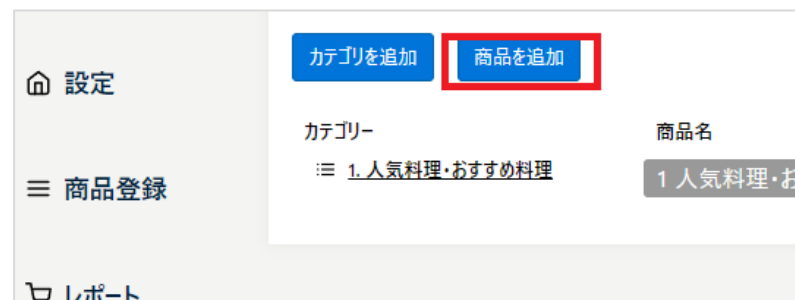 カテゴリを追加
商品を追加
設定
カテゴリー
商品名
1. 人気料理・おすすめ料理
1 人気料理・お
商品登録
レポート